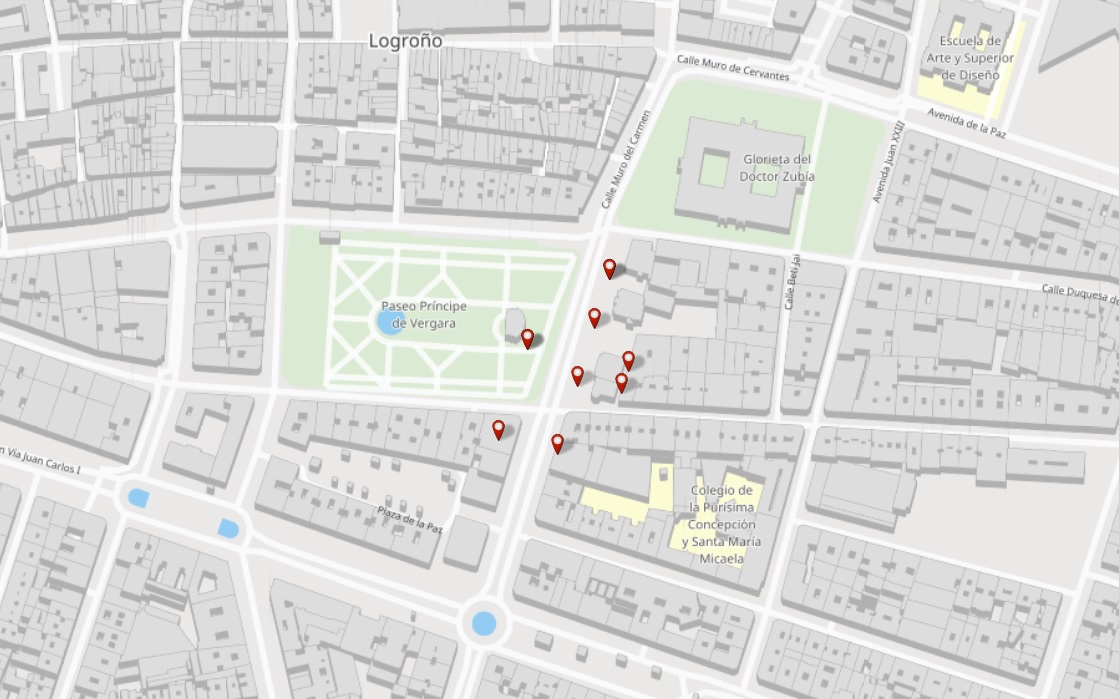 Logroño
Escuela de
Arte y Superior
de Diseño
Calle Muro de Cervantes
Avenida de la Paz
Calle Muro del Carmen
Avenida Juan XXIII
Glorieta del
Doctor Zubía
Calle Beti-Jai
Calle Duquesa de
Paseo Príncipe
de Vergara
n Vía Juan Carlos I
Plaza de la Paz
Colegio de
la Purísima
Concepción
y Santa María
Micaela